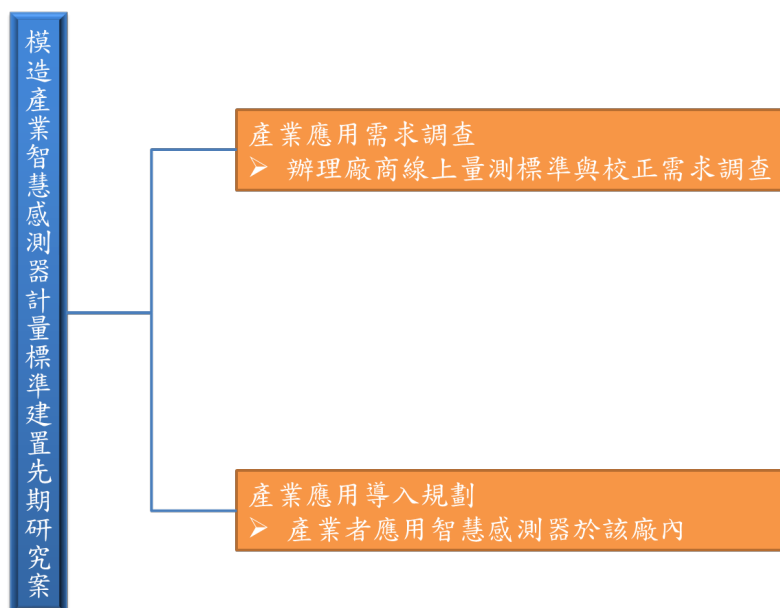 模造產業智慧感測器計量標準建置先期研究案
產業應用需求調查
➢ 辦理廠商線上量測標準與校正需求調查
產業應用導入規劃
➢ 產業者應用智慧感測器於該廠內